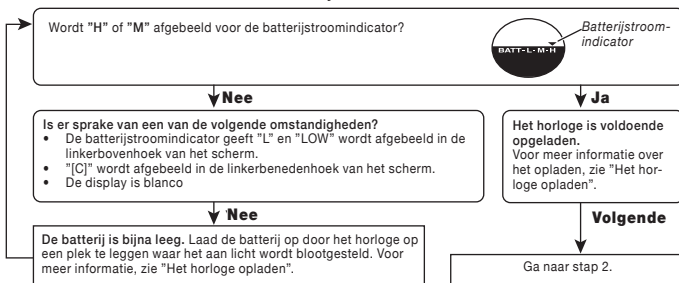 Wordt "H" of "M" afgebeeld voor de batterijstroomindicator?
Batterijstroom-
indicator
BATT-L-M-H
Nee
Ja
Is er sprake van een van de volgende omstandigheden?
• De batterijstroomindicator geeft "L" en "LOW" wordt afgebeeld in de
linkerbovenhoek van het scherm.
• "[C]" wordt afgebeeld in de linkerbenedenhoek van het scherm.
• De display is blanco
Het horloge is voldoende
opgeladen.
Voor meer informatie over
het opladen, zie "Het hor-
loge opladen".
Nee
Volgende
De batterij is bijna leeg. Laad de batterij op door het horloge op
een plek te leggen waar het aan licht wordt blootgesteld. Voor
meer informatie, zie "Het horloge opladen".
Ga naar stap 2.